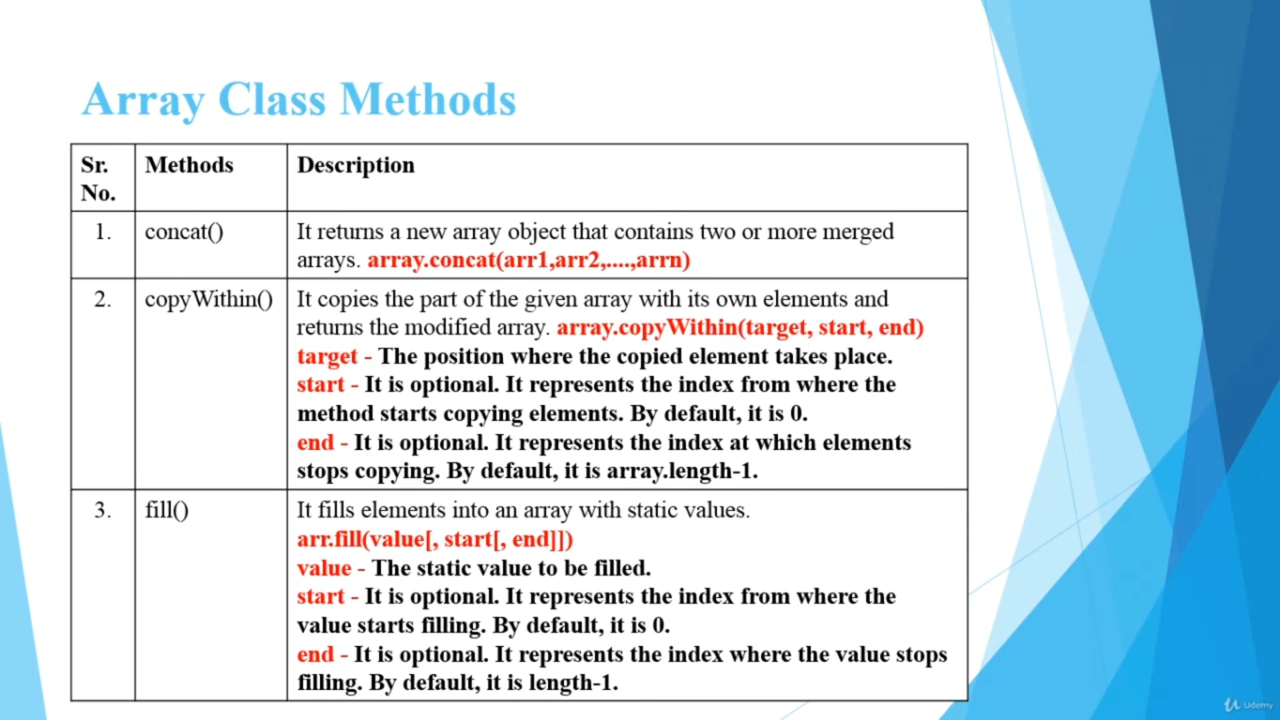 Array Class Methods
Sr.
No.
Methods
Description
1.
concat()
It returns a new array object that contains two or more merged
arrays. array.concat(arr1,arr2,....,arrn)
2.
copyWithin()
It copies the part of the given array with its own elements and
returns the modified array. array.copyWithin(target, start, end)
target - The position where the copied element takes place.
start - It is optional. It represents the index from where the
method starts copying elements. By default, it is 0.
end - It is optional. It represents the index at which elements
stops copying. By default, it is array.length-1.
3.
fill()
It fills elements into an array with static values.
arr.fill(value[, start[, end]])
value - The static value to be filled.
start - It is optional. It represents the index from where the
value starts filling. By default, it is 0.
end - It is optional. It represents the index where the value stops
filling. By default, it is length-1.
Udemy